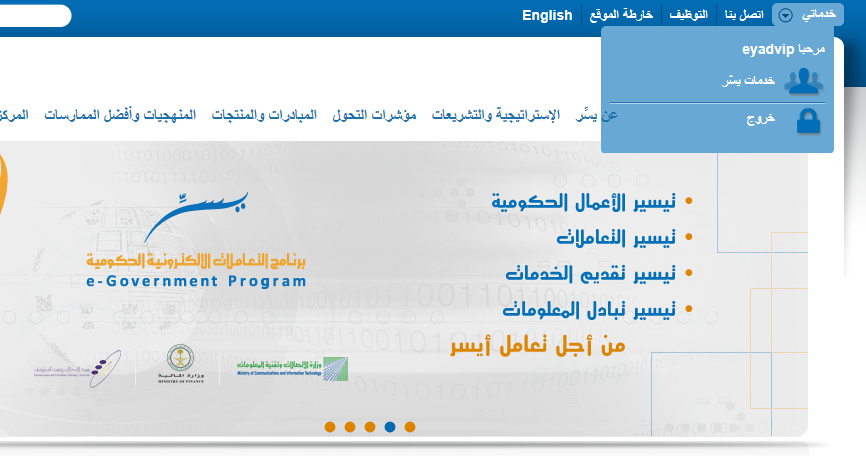 خدماتي
اتصل بنا
التوظيف
خارطة الموقع
English
مرحبا eyadvip
خدمات يسّر
خروج
عن يسِّر
الإستراتيجية والتشريعات
مؤشرات التحول
المبادرات والمنتجات
المنهجيات وأفضل الممارسات
تيسير الأعمال الحكومية
تيسير التعاملات
تيسير تقديم الخدمات
تيسير تبادل المعلومات
من أجل تعامل أيسر
يسِّر
برنامج التعاملات الالكترونية الحكومية
e-Government Program
وزارة الاتصالات وتقنية المعلومات
Ministry of Communications and Information Technology
وزارة المالية
MINISTRY OF FINANCE